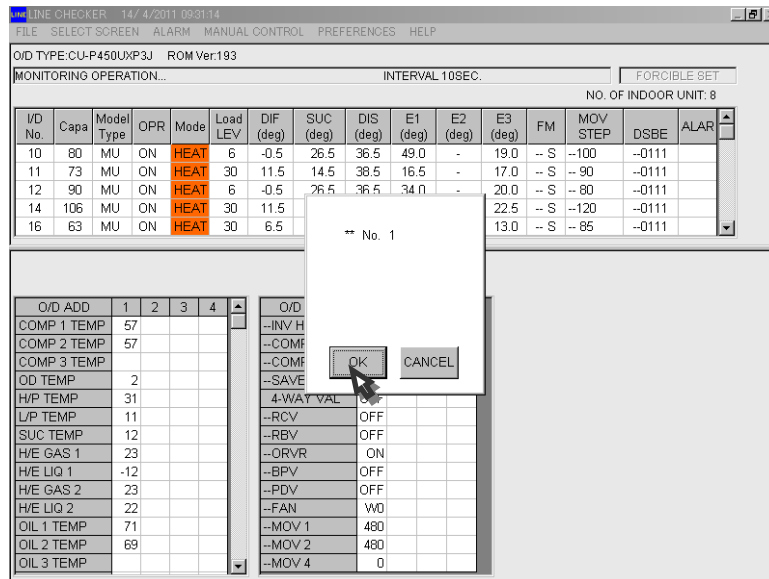 LINE LINE CHECKER 14/ 4/2011 09:31:14
FILE SELECT SCREEN ALARM MANUAL CONTROL PREFERENCES HELP
O/D TYPE:CU-P450UXP3J ROM Ver:193
MONITORING OPERATION... INTERVAL 10SEC. FORCIBLE SET
NO. OF INDOOR UNIT: 8
I/D No. Capa Model Type OPR Mode Load LEV DIF (deg) SUC (deg) DIS (deg) E1 (deg) E2 (deg) E3 (deg) FM MOV STEP DSBE ALAR
10 80 MU ON HEAT 6 -0.5 26.5 36.5 49.0 - 19.0 -- S --100 --0111
11 73 MU ON HEAT 30 11.5 14.5 38.5 16.5 - 17.0 -- S -- 90 --0111
12 90 MU ON HEAT 6 -0.5 26.5 36.5 34.0 - 20.0 -- S -- 80 --0111
14 106 MU ON HEAT 30 11.5 22.5 -- S --120 --0111
16 63 MU ON HEAT 30 6.5 13.0 -- S -- 85 --0111
** No. 1
OK CANCEL
O/D ADD 1 2 3 4
COMP 1 TEMP 57
COMP 2 TEMP 57
COMP 3 TEMP
OD TEMP 2
H/P TEMP 31
L/P TEMP 11
SUC TEMP 12
H/E GAS 1 23
H/E LIQ 1 -12
H/E GAS 2 23
H/E LIQ 2 22
OIL 1 TEMP 71
OIL 2 TEMP 69
OIL 3 TEMP
O/D
--INV H
--COMP
--COMP
--SAVE
4-WAY VAL
--RCV OFF
--RBV OFF
--ORVR ON
--BPV OFF
--PDV OFF
--FAN W0
--MOV 1 480
--MOV 2 480
--MOV 4 0